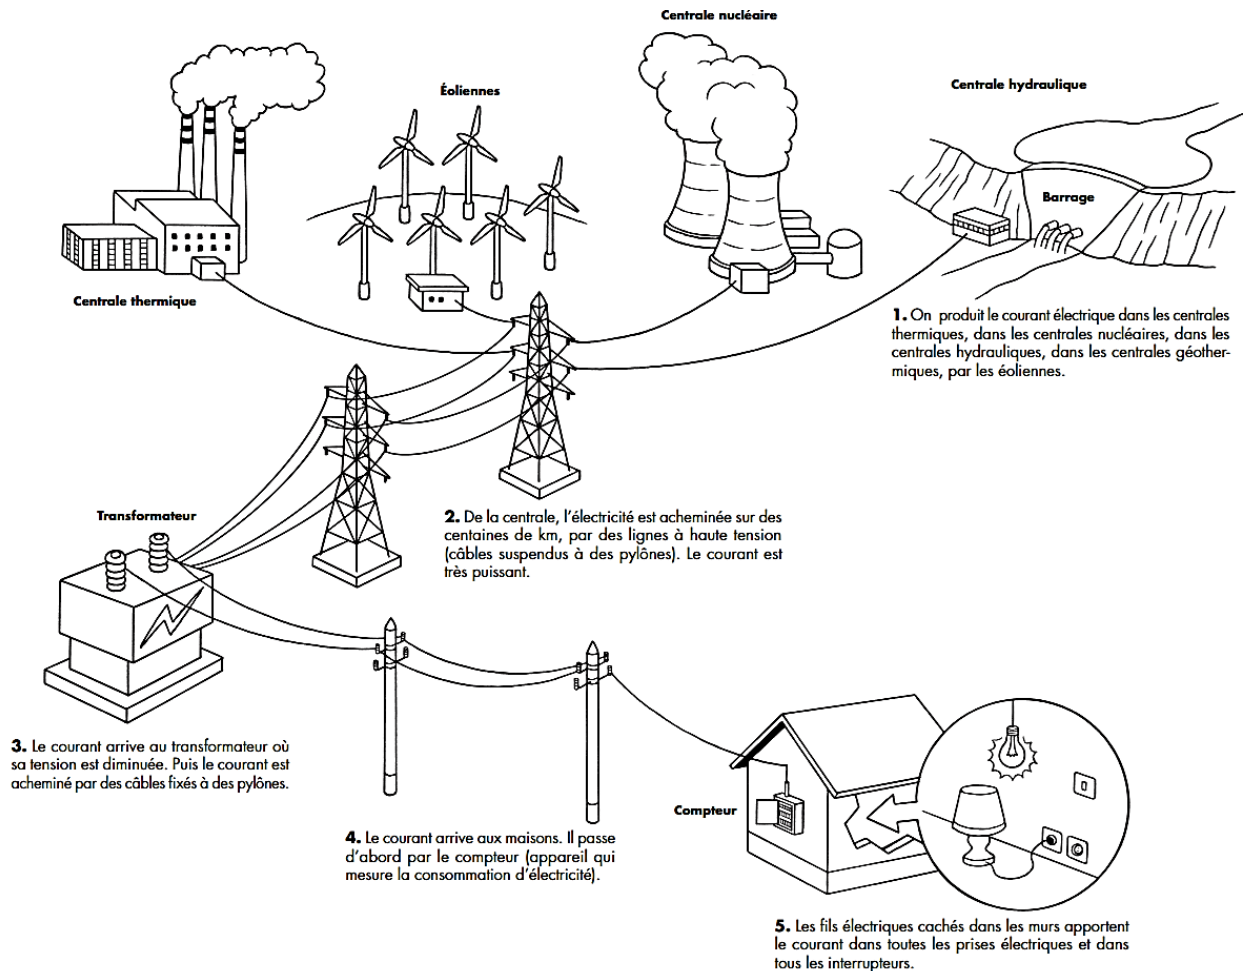 Centrale nucléaire
Éoliennes
Centrale hydraulique
Barrage
Centrale thermique
1. On produit le courant électrique dans les centrales
thermiques, dans les centrales nucléaires, dans les
centrales hydrauliques, dans les centrales géother-
miques, par les éoliennes.
Transformateur
2. De la centrale, l'électricité est acheminée sur des
centaines de km, par des lignes à haute tension
(câbles suspendus à des pylônes). Le courant est
très puissant.
3. Le courant arrive au transformateur où
sa tension est diminuée. Puis le courant est
acheminé par des câbles fixés à des pylônes.
Compteur
4. Le courant arrive aux maisons. Il passe
d'abord par le compteur (appareil qui
mesure la consommation d'électricité).
5. Les fils électriques cachés dans les murs apportent
le courant dans toutes les prises électriques et dans
tous les interrupteurs.